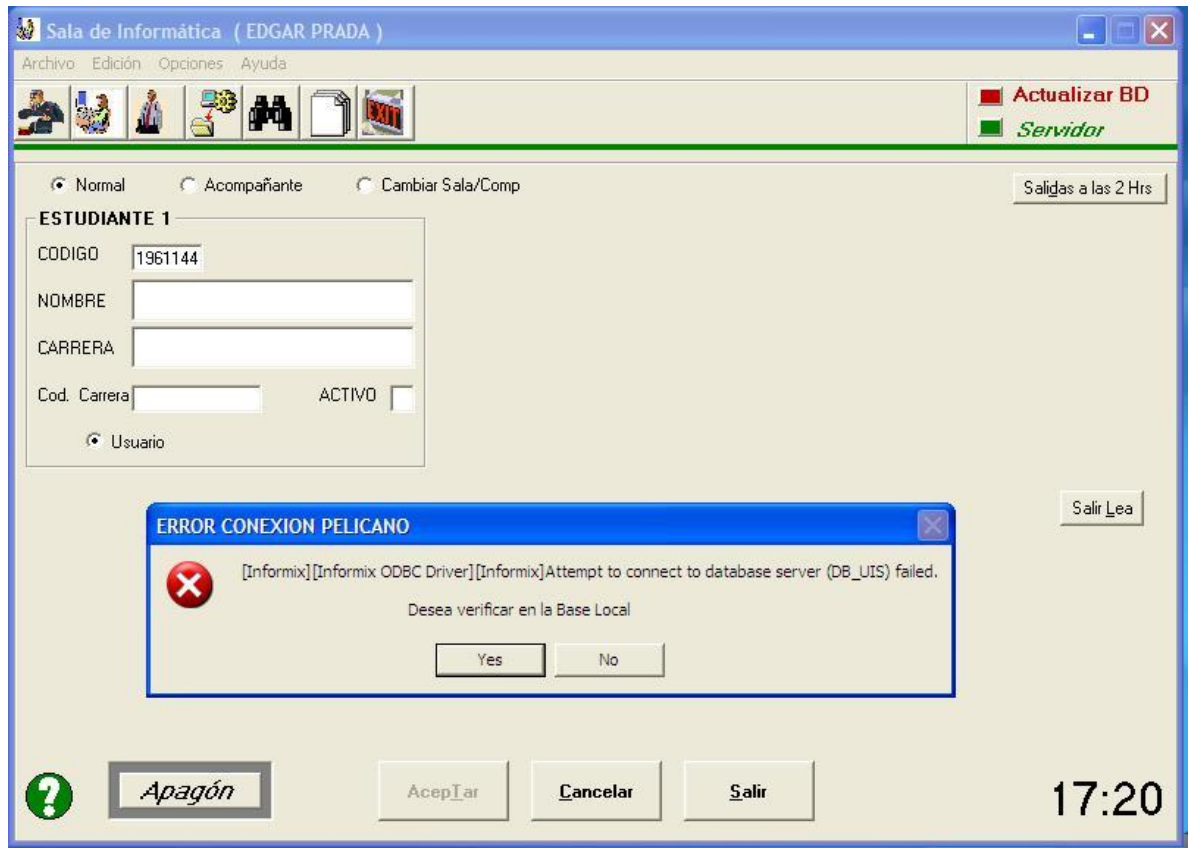 Sala de Informática ( EDGAR PRADA )
Archivo Edición Opciones Ayuda
EXIT
Actualizar BD
Servidor
Normal Acompañante Cambiar Sala/Comp
Salidas a las 2 Hrs
ESTUDIANTE 1
CODIGO 1961144
NOMBRE
CARRERA
Cod. Carrera ACTIVO
Usuario
Salir Lea
ERROR CONEXION PELICANO
[Informix][Informix ODBC Driver][Informix]Attempt to connect to database server (DB_UIS) failed.
Desea verificar en la Base Local
Yes No
? Apagón AcepTar Cancelar Salir 17:20